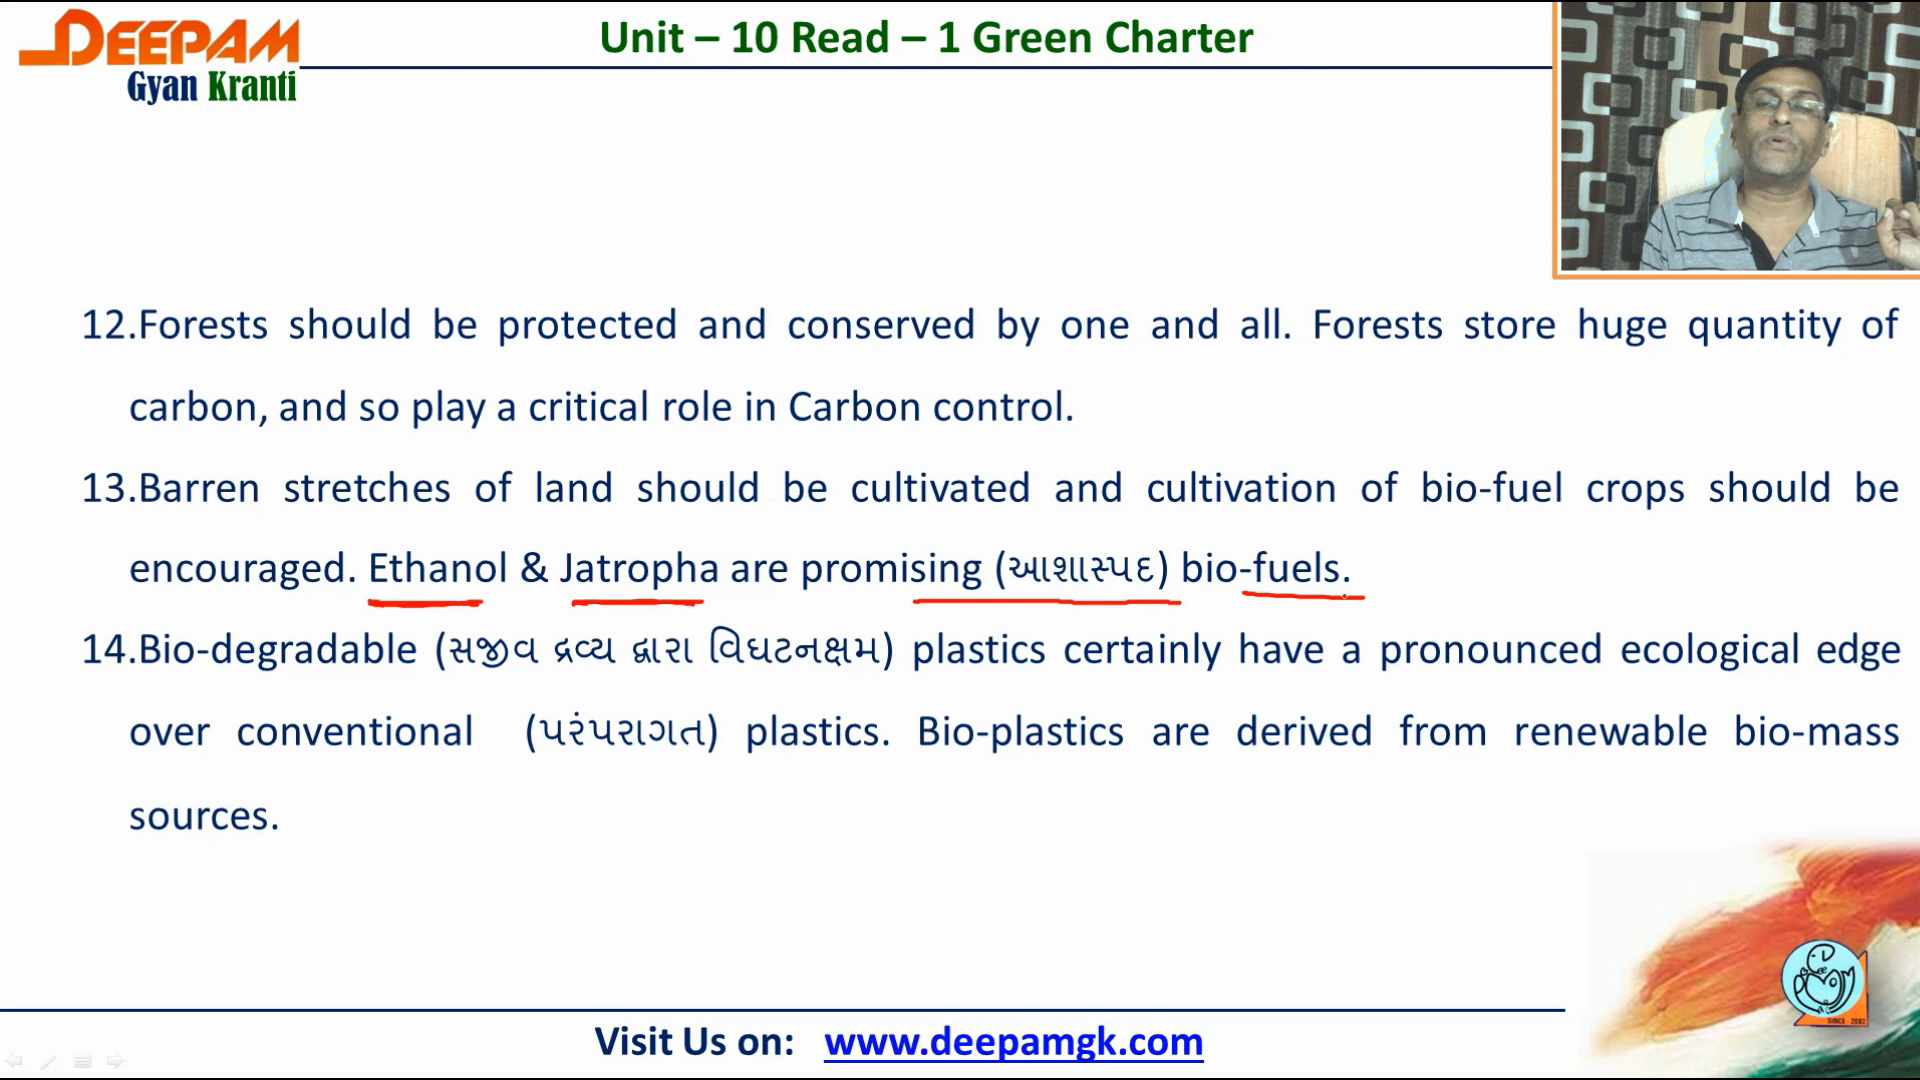 DEEPAM
Gyan Kranti
Unit – 10 Read – 1 Green Charter
12.Forests should be protected and conserved by one and all. Forests store huge quantity of
carbon, and so play a critical role in Carbon control.
13.Barren stretches of land should be cultivated and cultivation of bio-fuel crops should be
encouraged. Ethanol & Jatropha are promising (આશાસ્પદ) bio-fuels.
14.Bio-degradable (સજીવ દ્રવ્ય દ્વારા વિઘટનક્ષમ) plastics certainly have a pronounced ecological edge
over conventional (પરંપરાગત) plastics. Bio-plastics are derived from renewable bio-mass
sources.
SINCE 2002
Visit Us on: www.deepamgk.com